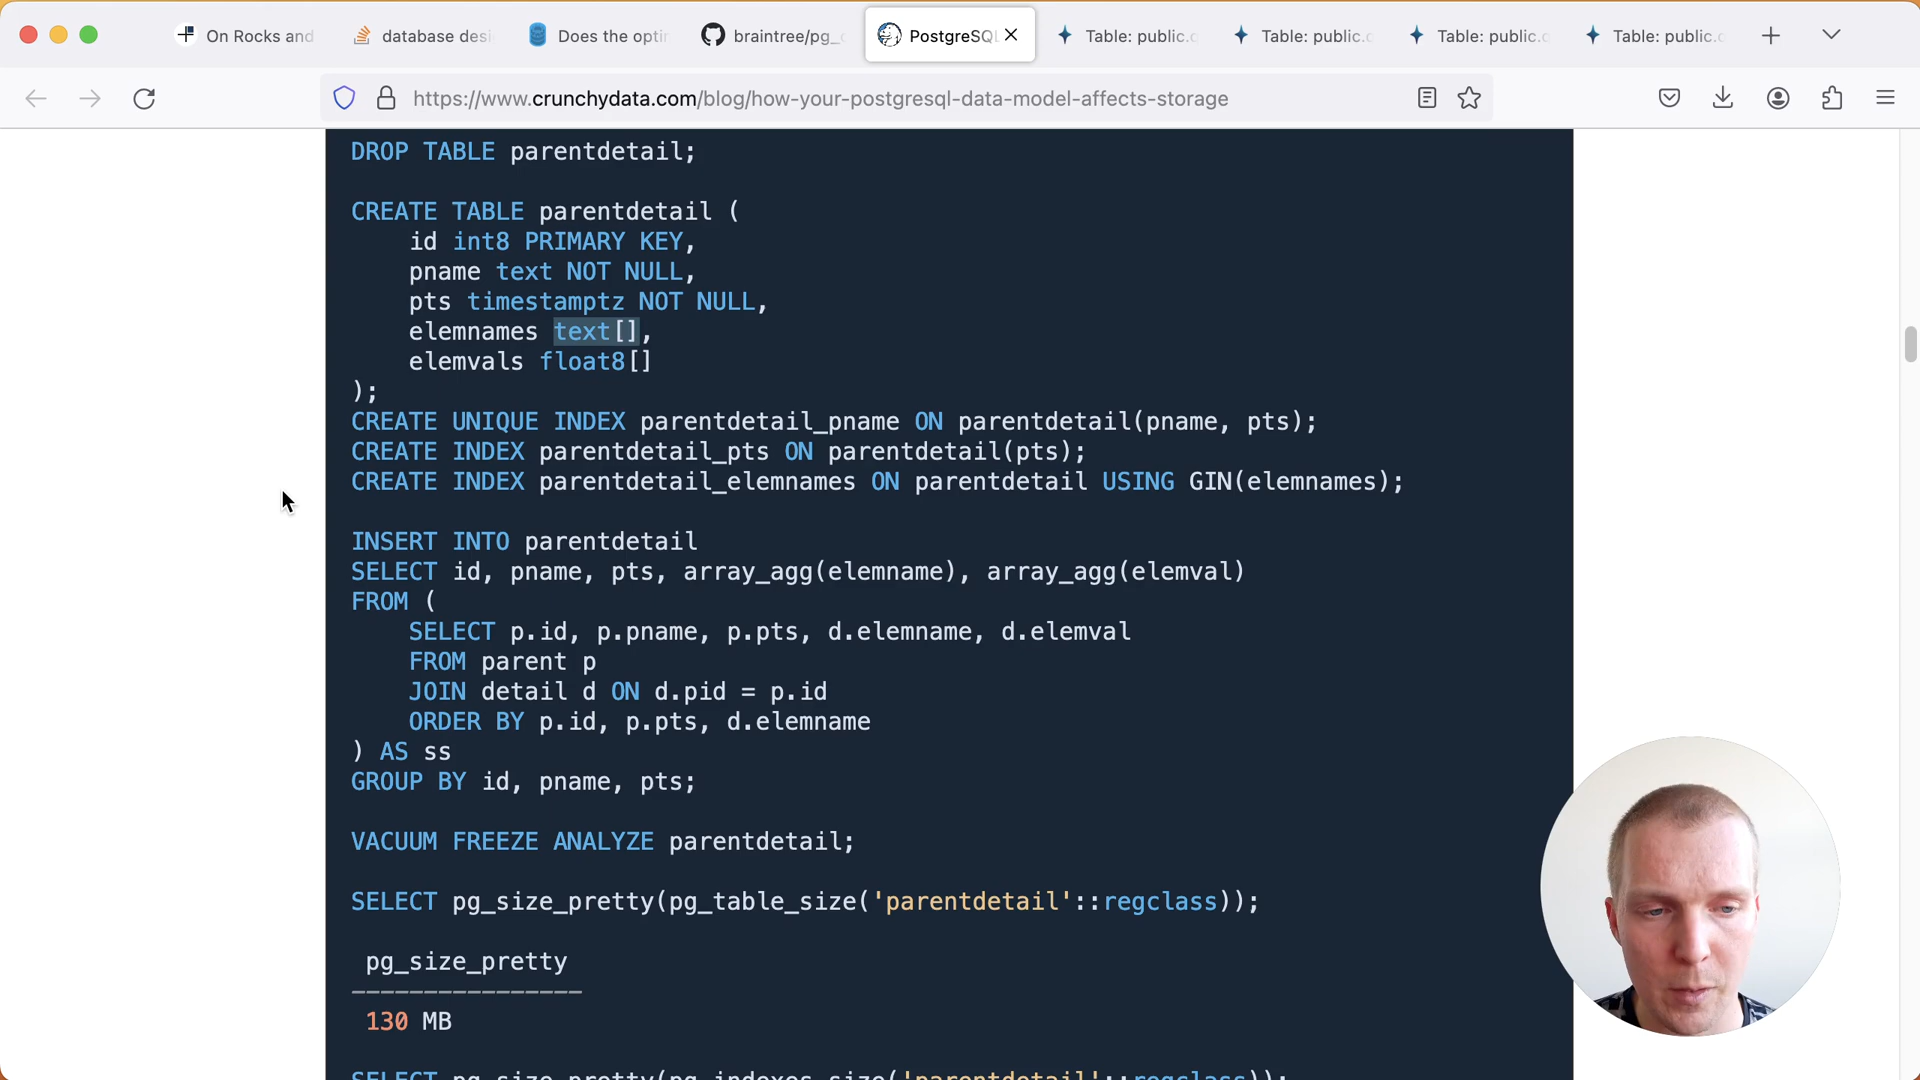 On Rocks and
database desi
Does the optin
braintree/pg_
PostgreSQL
Table: public.c
Table: public.c
Table: public.c
Table: public.c
https://www.crunchydata.com/blog/how-your-postgresql-data-model-affects-storage
DROP TABLE parentdetail;
CREATE TABLE parentdetail (
id int8 PRIMARY KEY,
pname text NOT NULL,
pts timestamptz NOT NULL,
elemnames text[],
elemvals float8[]
);
CREATE UNIQUE INDEX parentdetail_pname ON parentdetail(pname, pts);
CREATE INDEX parentdetail_pts ON parentdetail(pts);
CREATE INDEX parentdetail_elemnames ON parentdetail USING GIN(elemnames);
INSERT INTO parentdetail
SELECT id, pname, pts, array_agg(elemname), array_agg(elemval)
FROM (
SELECT p.id, p.pname, p.pts, d.elemname, d.elemval
FROM parent p
JOIN detail d ON d.pid = p.id
ORDER BY p.id, p.pts, d.elemname
) AS ss
GROUP BY id, pname, pts;
VACUUM FREEZE ANALYZE parentdetail;
SELECT pg_size_pretty(pg_table_size('parentdetail'::regclass));
pg_size_pretty
----------------
130 MB
SELECT pg_size_pretty(pg_indexes_size('parentdetail'::regclass));